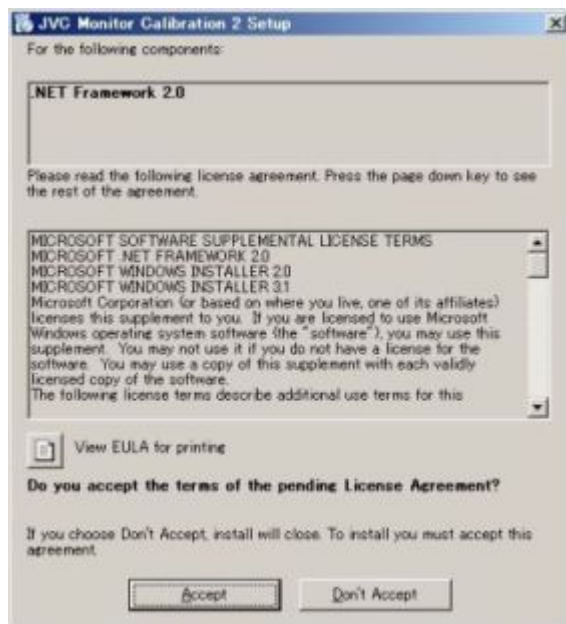 JVC Monitor Calibration 2 Setup
For the following components:
.NET Framework 2.0
Please read the following license agreement. Press the page down key to see
the rest of the agreement.
MICROSOFT SOFTWARE SUPPLEMENTAL LICENSE TERMS
MICROSOFT .NET FRAMEWORK 2.0
MICROSOFT WINDOWS INSTALLER 2.0
MICROSOFT WINDOWS INSTALLER 3.1
Microsoft Corporation (or based on where you live, one of its affiliates)
licenses this supplement to you. If you are licensed to use Microsoft
Windows operating system software (the "software"), you may use this
supplement. You may not use it if you do not have a license for the
software. You may use a copy of this supplement with each validly
licensed copy of the software.
The following license terms describe additional use terms for this
View EULA for printing
Do you accept the terms of the pending License Agreement?
If you choose Don't Accept, install will close. To install you must accept this
agreement.
Accept
Don't Accept